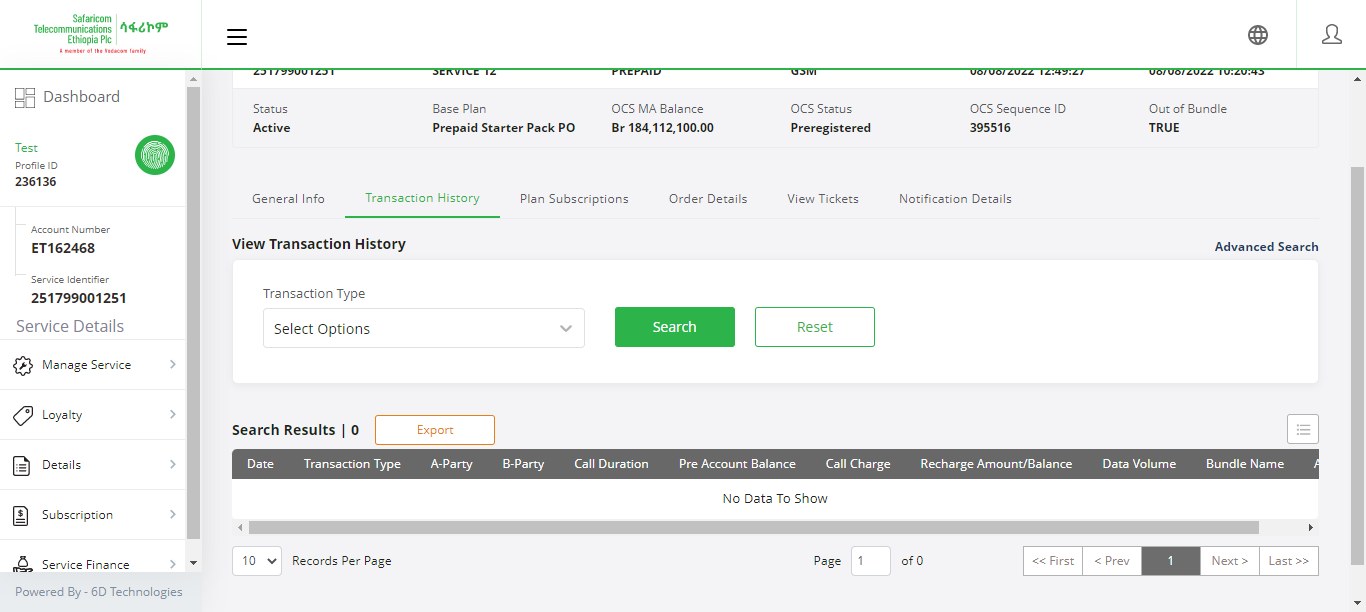 Safaricom
Telecommunications
Ethiopia Plc
ሳፋሪኮም
A member of the Vodacom family
251799001251 SERVICE 12 PREPAID GSM 08/08/2022 12:49:27 08/08/2022 10:20:43
Status Base Plan OCS MA Balance OCS Status OCS Sequence ID Out of Bundle
Active Prepaid Starter Pack PO Br 184,112,100.00 Preregistered 395516 TRUE
Dashboard
Test
Profile ID
236136
Account Number
ET162468
Service Identifier
251799001251
Service Details
Manage Service
Loyalty
Details
Subscription
Service Finance
Powered By - 6D Technologies
General Info Transaction History Plan Subscriptions Order Details View Tickets Notification Details
View Transaction History
Advanced Search
Transaction Type
Select Options Search Reset
Search Results | 0 Export
Date Transaction Type A-Party B-Party Call Duration Pre Account Balance Call Charge Recharge Amount/Balance Data Volume Bundle Name
No Data To Show
10 Records Per Page Page 1 of 0 << First < Prev 1 Next > Last >>